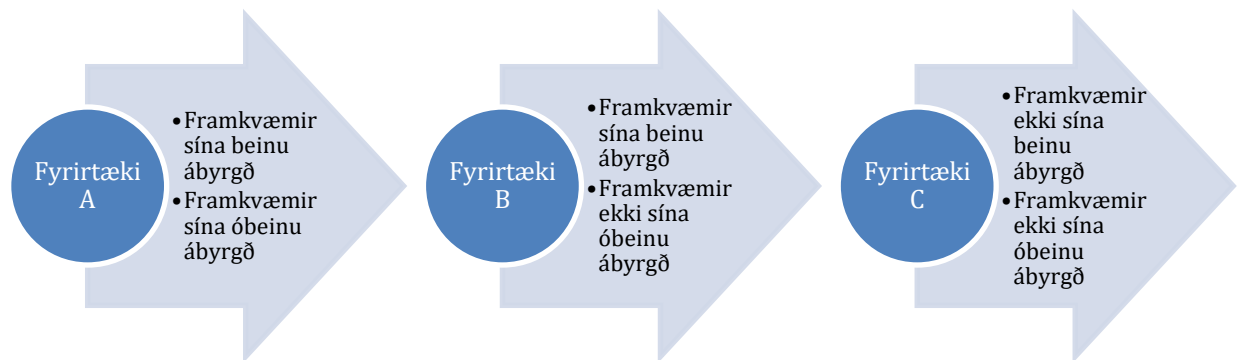 Fyrirtæki
A
•Framkvæmir
sína beinu
ábyrgð
•Framkvæmir
sína óbeinu
ábyrgð
Fyrirtæki
B
•Framkvæmir
sína beinu
ábyrgð
•Framkvæmir
ekki sína
óbeinu
ábyrgð
Fyrirtæki
C
•Framkvæmir
ekki sína
beinu
ábyrgð
•Framkvæmir
ekki sína
óbeinu
ábyrgð